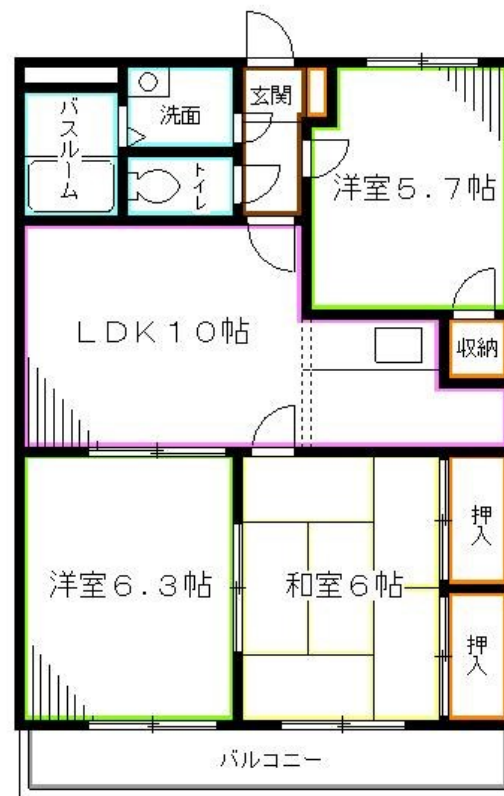 玄関
洗面
バスルーム
トイレ
洋室5.7帖
LDK10帖
収納
洋室6.3帖
和室6帖
押入
押入
バルコニー